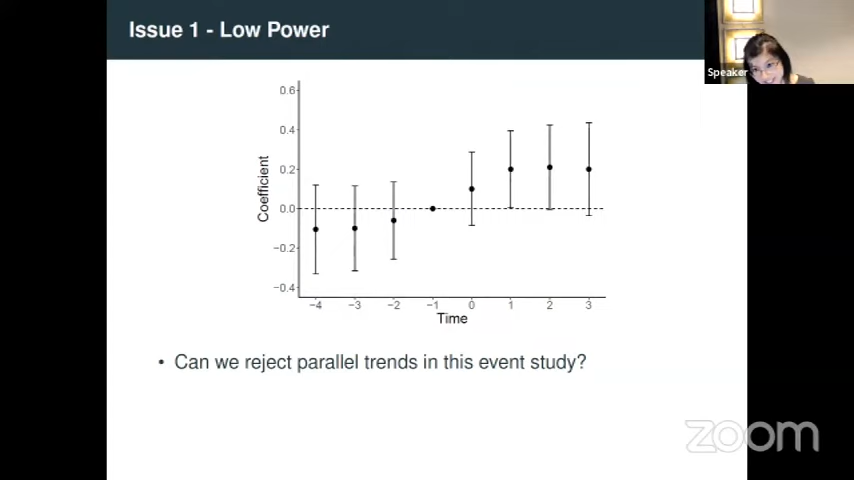 Issue 1 - Low Power
Speaker
0.6
0.4
0.2
0.0
−0.2
−0.4
Coefficient
−4 −3 −2 −1 0 1 2 3
Time
• Can we reject parallel trends in this event study?
zoom